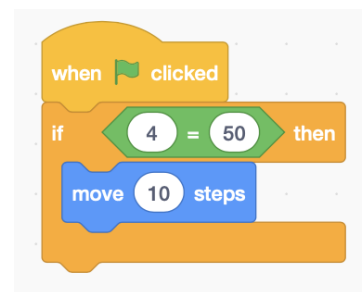 when clicked
if 4 = 50 then
move 10 steps